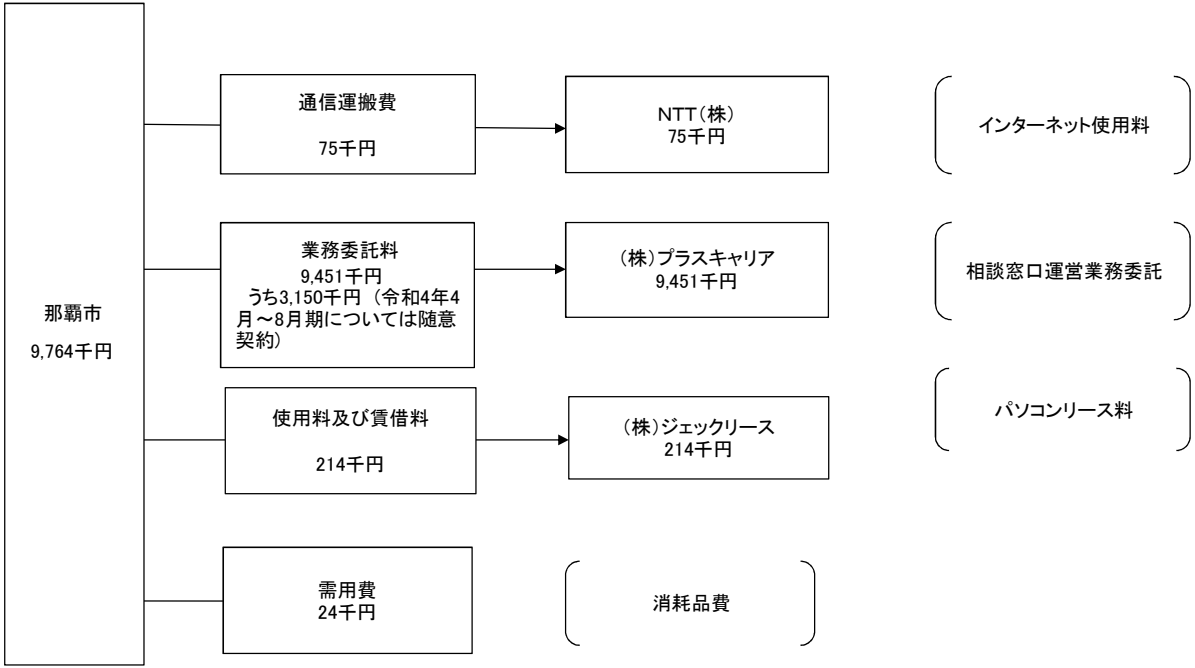 那覇市
9,764千円
通信運搬費
75千円
NTT(株)
75千円
インターネット使用料
業務委託料
9,451千円
うち3,150千円（令和4年4
月～8月期については随意
契約）
（株）プラスキャリア
9,451千円
相談窓口運営業務委託
使用料及び賃借料
214千円
（株）ジェックリース
214千円
パソコンリース料
需用費
24千円
消耗品費